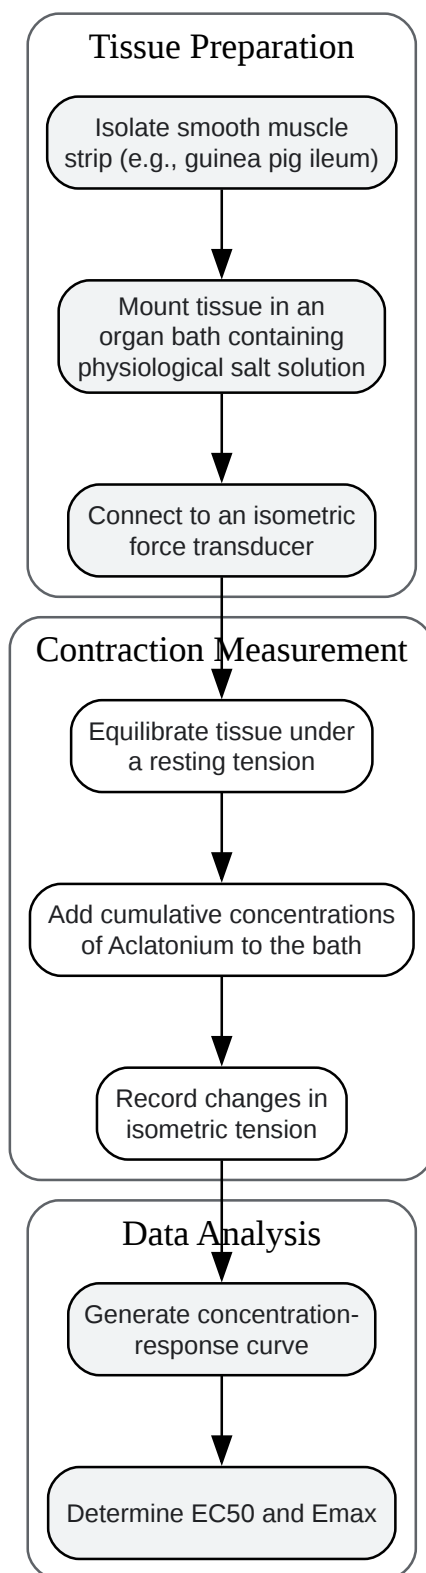 Tissue Preparation
Isolate smooth muscle
strip (e.g., guinea pig ileum)
Mount tissue in an
organ bath containing
physiological salt solution
Connect to an isometric
force transducer
Contraction Measurement
Equilibrate tissue under
a resting tension
Add cumulative concentrations
of Aclatonium to the bath
Record changes in
isometric tension
Data Analysis
Generate concentration-
response curve
Determine EC50 and Emax